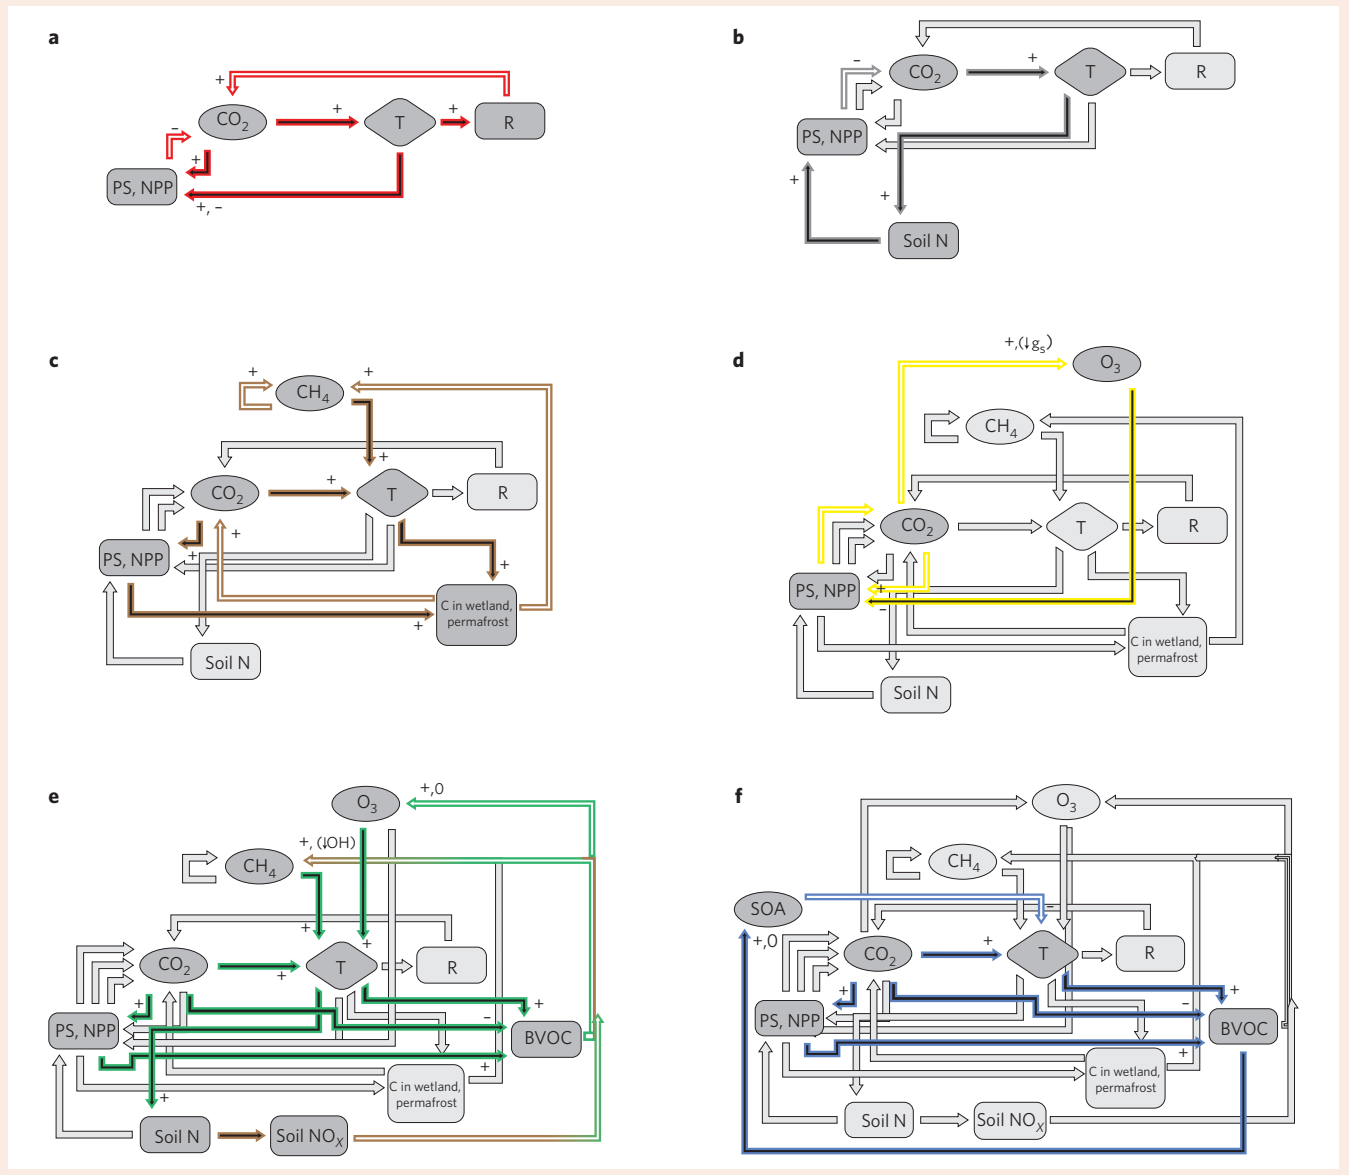 a
+
CO2
+
T
+
R
-
+
PS, NPP
+, -
b
-
CO2
+
T
R
PS, NPP
+
+
Soil N
c
+
CH4
+
+
CO2
+
T
R
+
PS, NPP
+
+
C in wetland,
permafrost
+
Soil N
d
+,(↓gs)
O3
CH4
CO2
T
R
PS, NPP
+
-
C in wetland,
permafrost
Soil N
e
O3
+,0
+, (↓OH)
CH4
+
+
CO2
+
T
R
+
+
-
PS, NPP
BVOC
+
C in wetland,
permafrost
+
Soil N
Soil NOX
f
O3
CH4
SOA
-
+,0
CO2
+
T
R
+
+
-
PS, NPP
BVOC
+
C in wetland,
permafrost
Soil N
Soil NOX